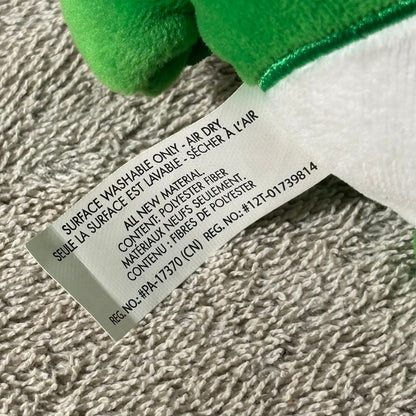 SURFACE WASHABLE ONLY - AIR DRY
SEULE LA SURFACE EST LAVABLE - SÉCHER À L'AIR
ALL NEW MATERIAL
CONTENT: POLYESTER FIBER
MATÉRIAUX NEUFS SEULEMENT.
CONTENU : FIBRES DE POLYESTER
REG. NO.: #PA-17370 (CN) REG. NO.: #12T-01739814